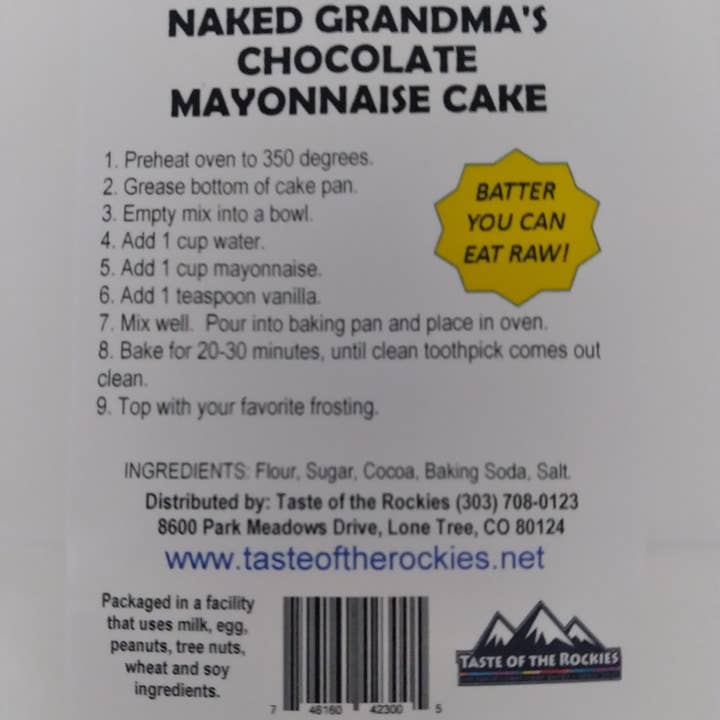 NAKED GRANDMA'S
CHOCOLATE
MAYONNAISE CAKE
1. Preheat oven to 350 degrees.
2. Grease bottom of cake pan.
3. Empty mix into a bowl.
4. Add 1 cup water.
5. Add 1 cup mayonnaise.
6. Add 1 teaspoon vanilla.
BATTER
YOU CAN
EAT RAW!
7. Mix well. Pour into baking pan and place in oven.
8. Bake for 20-30 minutes, until clean toothpick comes out
clean.
9. Top with your favorite frosting.
INGREDIENTS: Flour, Sugar, Cocoa, Baking Soda, Salt.
Distributed by: Taste of the Rockies (303) 708-0123
8600 Park Meadows Drive, Lone Tree, CO 80124
www.tasteoftherockies.net
Packaged in a facility
that uses milk, egg,
peanuts, tree nuts,
wheat and soy
ingredients.
7 46160 42300 5
TASTE OF THE ROCKIES